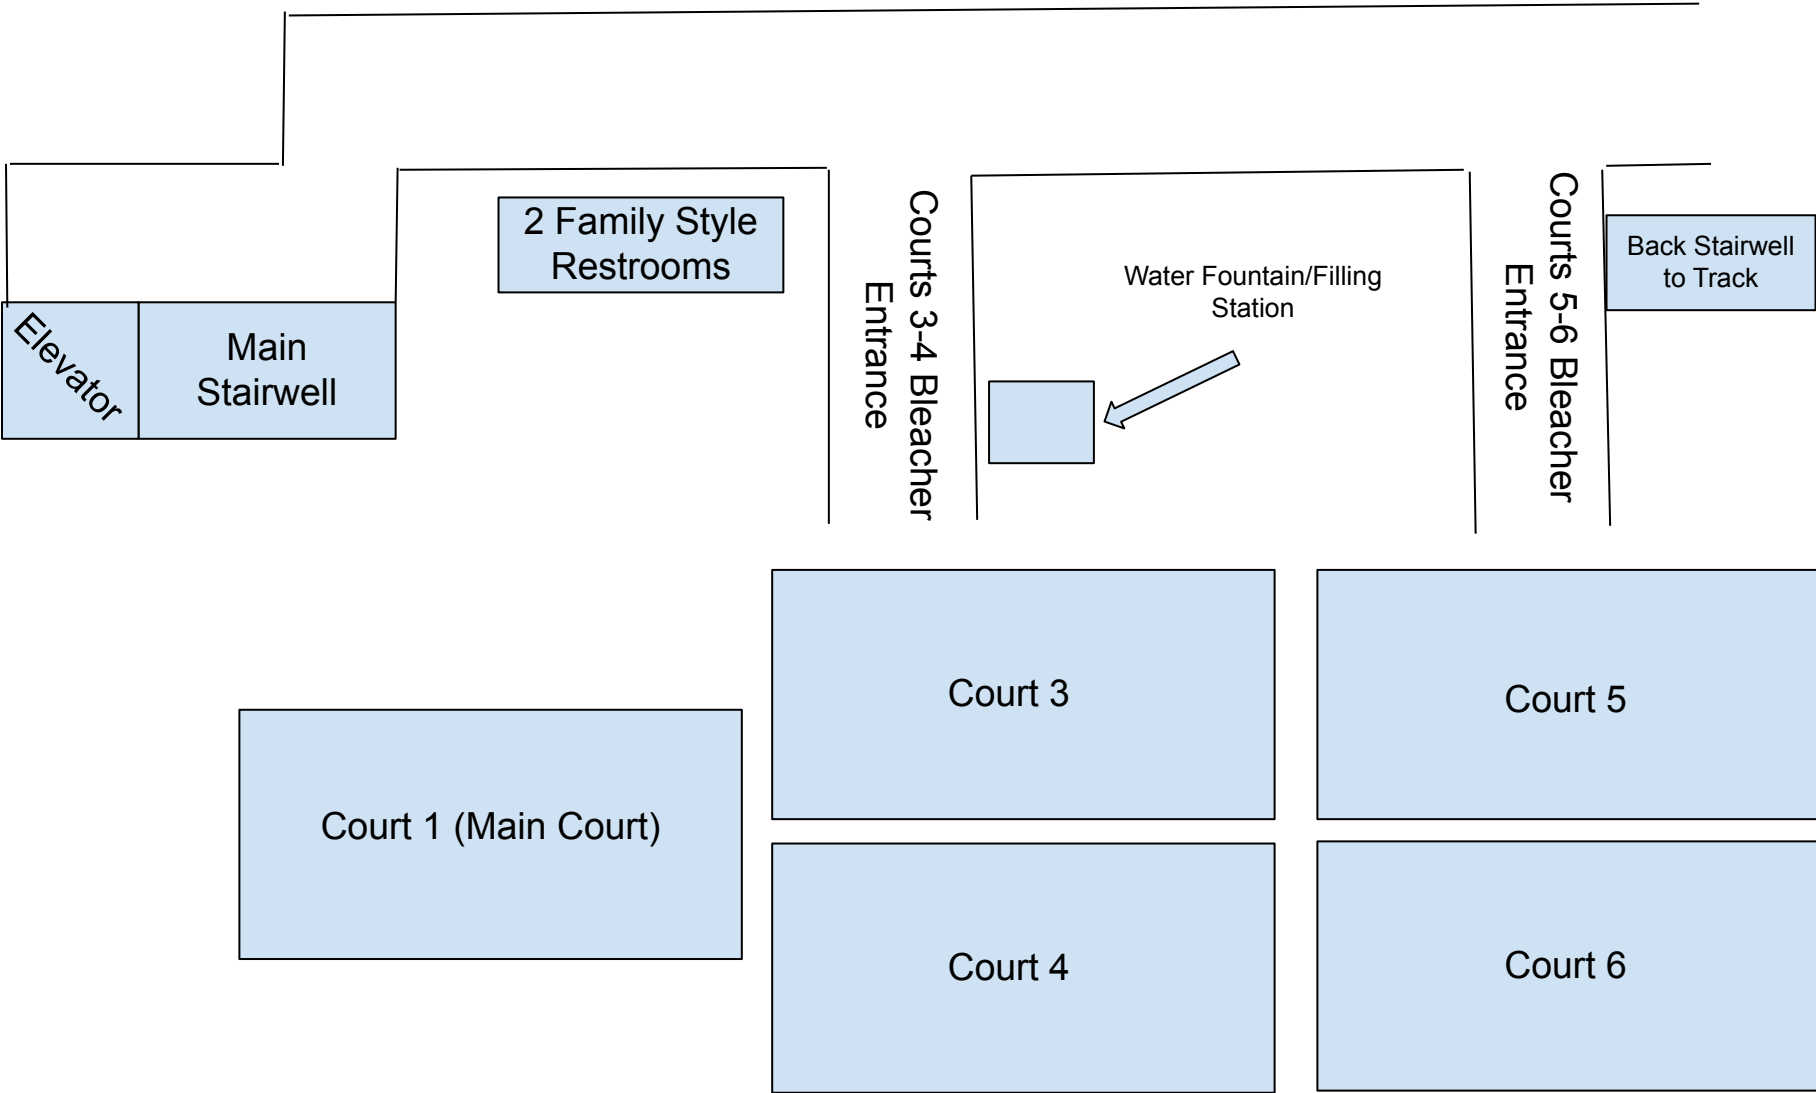 2 Family Style
Restrooms
Courts 3-4 Bleacher
Entrance
Water Fountain/Filling
Station
Courts 5-6 Bleacher
Entrance
Back Stairwell
to Track
Elevator
Main
Stairwell
Court 3
Court 5
Court 1 (Main Court)
Court 4
Court 6